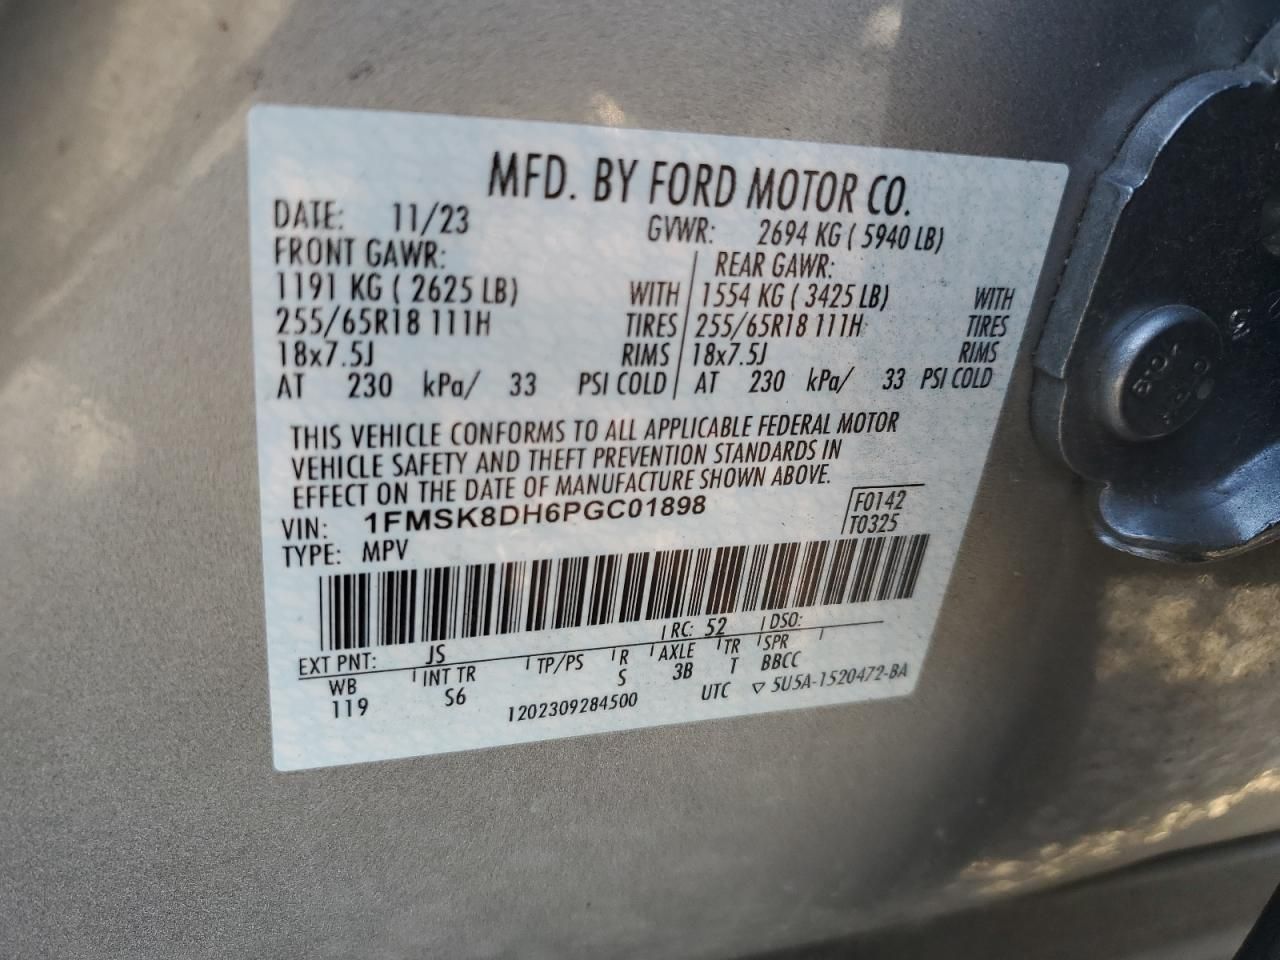 MFD. BY FORD MOTOR CO.
DATE: 11/23 GVWR: 2694 KG ( 5940 LB)
FRONT GAWR: REAR GAWR:
1191 KG ( 2625 LB) WITH 1554 KG ( 3425 LB) WITH
255/65R18 111H TIRES 255/65R18 111H TIRES
18x7.5J RIMS 18x7.5J RIMS
AT 230 kPa/ 33 PSI COLD AT 230 kPa/ 33 PSI COLD
THIS VEHICLE CONFORMS TO ALL APPLICABLE FEDERAL MOTOR
VEHICLE SAFETY AND THEFT PREVENTION STANDARDS IN
EFFECT ON THE DATE OF MANUFACTURE SHOWN ABOVE.
VIN: 1FMSK8DH6PGC01898 F0142
TYPE: MPV T0325
EXT PNT: JS RC: 52 DSO:
WB INT TR TP/PS R AXLE TR SPR
119 S6 S 3B T BBCC
1202309284500 UTC ▽ 5U5A-1520472-BA